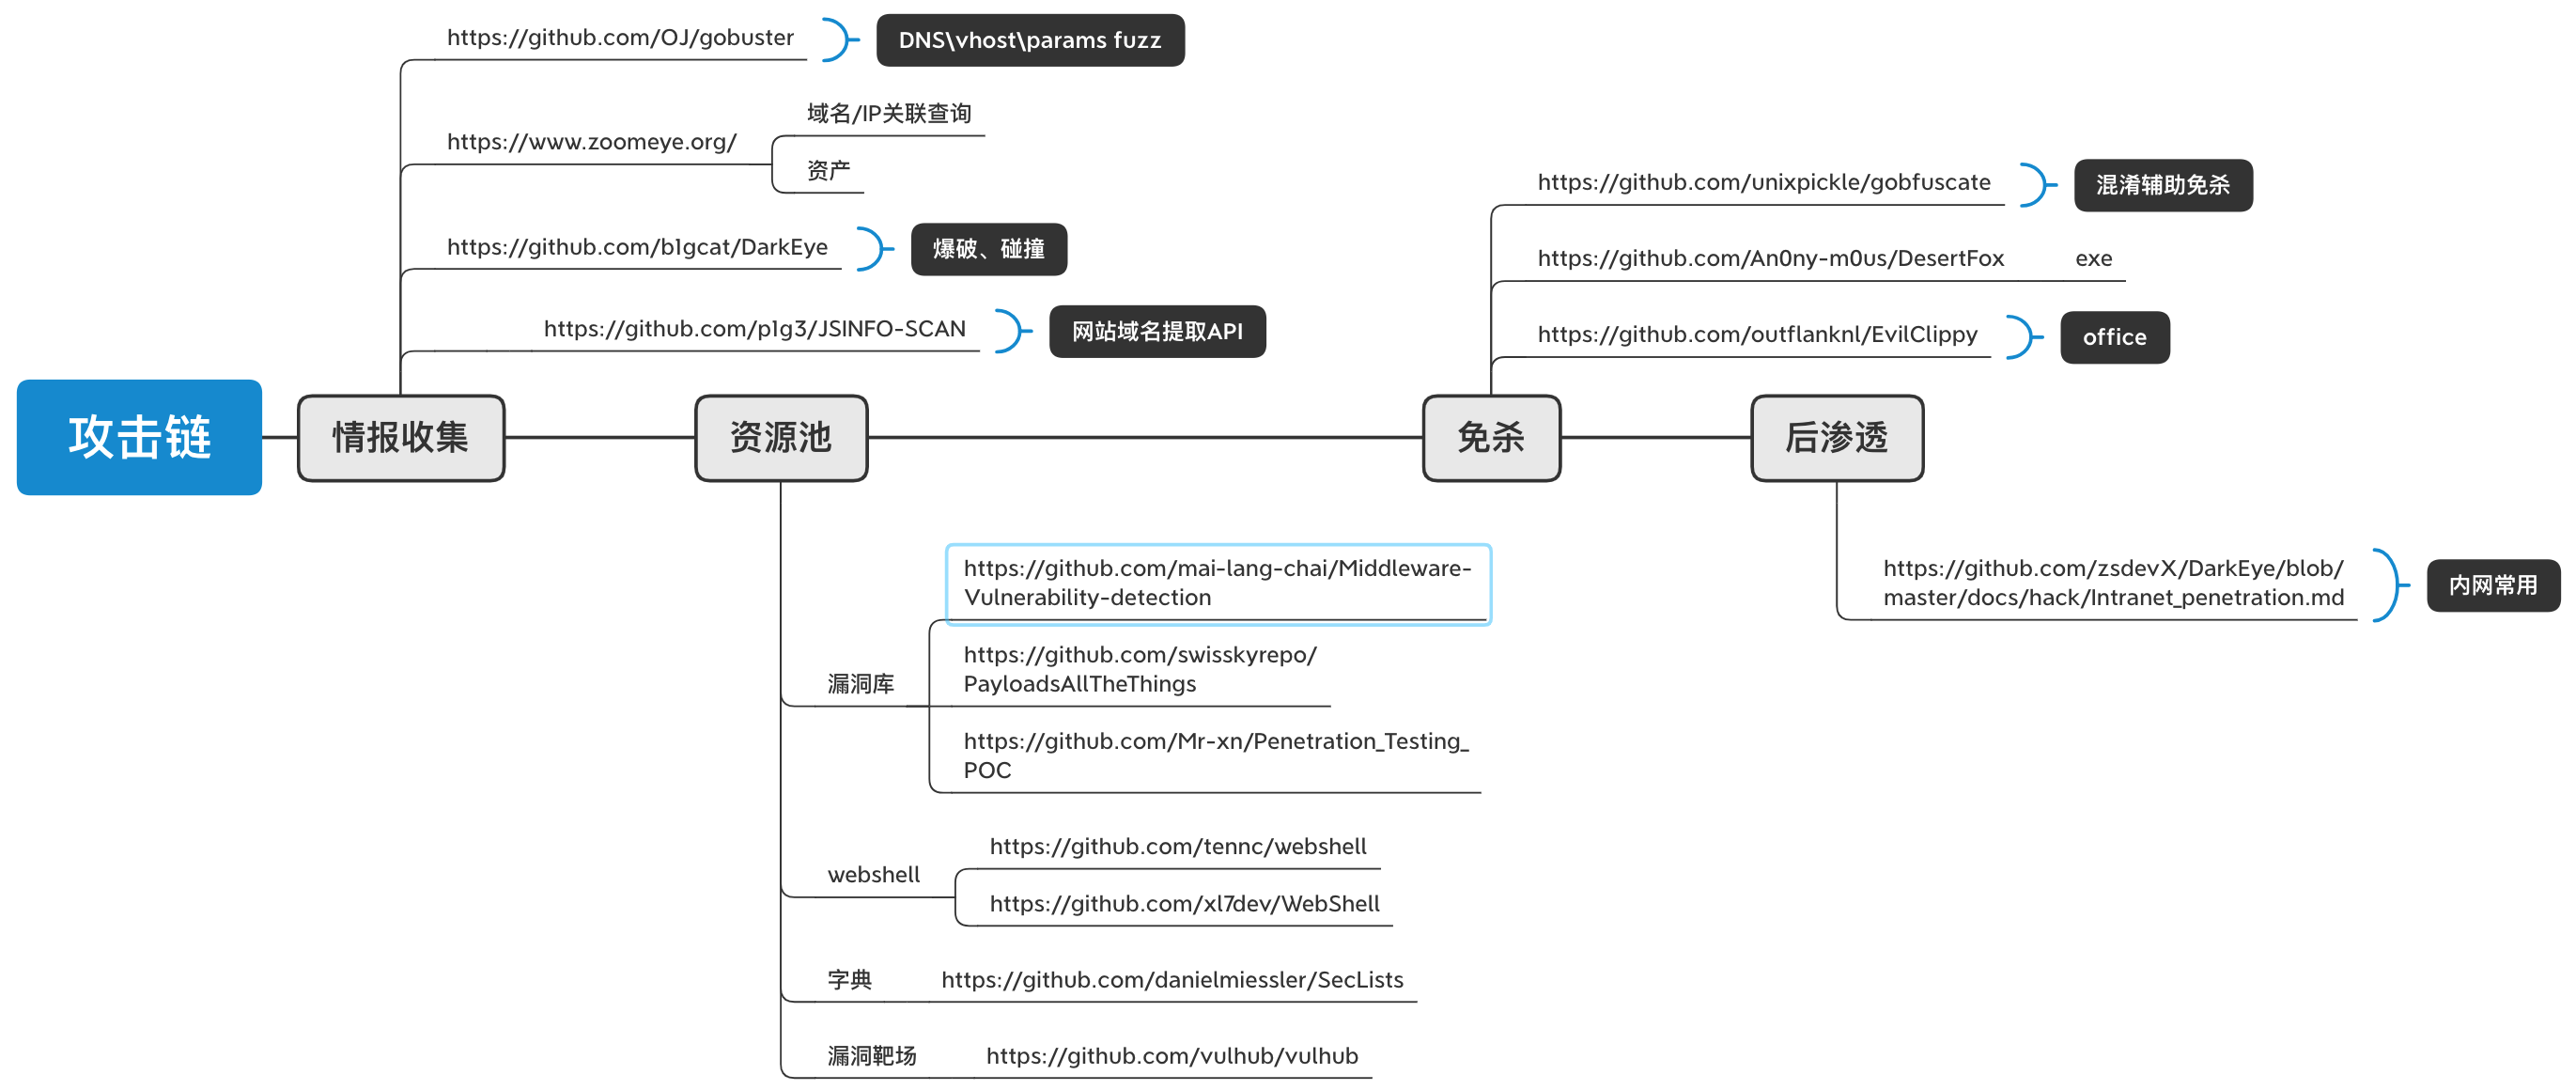 攻击链
情报收集
https://github.com/OJ/gobuster
DNS\vhost\params fuzz
https://www.zoomeye.org/
域名/IP关联查询
资产
https://github.com/b1gcat/DarkEye
爆破、碰撞
https://github.com/p1g3/JSINFO-SCAN
网站域名提取API
资源池
漏洞库
https://github.com/mai-lang-chai/Middleware-
Vulnerability-detection
https://github.com/swisskyrepo/
PayloadsAllTheThings
https://github.com/Mr-xn/Penetration_Testing_
POC
webshell
https://github.com/tennc/webshell
https://github.com/xl7dev/WebShell
字典
https://github.com/danielmiessler/SecLists
漏洞靶场
https://github.com/vulhub/vulhub
免杀
https://github.com/unixpickle/gobfuscate
混淆辅助免杀
https://github.com/An0ny-m0us/DesertFox
exe
https://github.com/outflanknl/EvilClippy
office
后渗透
https://github.com/zsdevX/DarkEye/blob/
master/docs/hack/Intranet_penetration.md
内网常用